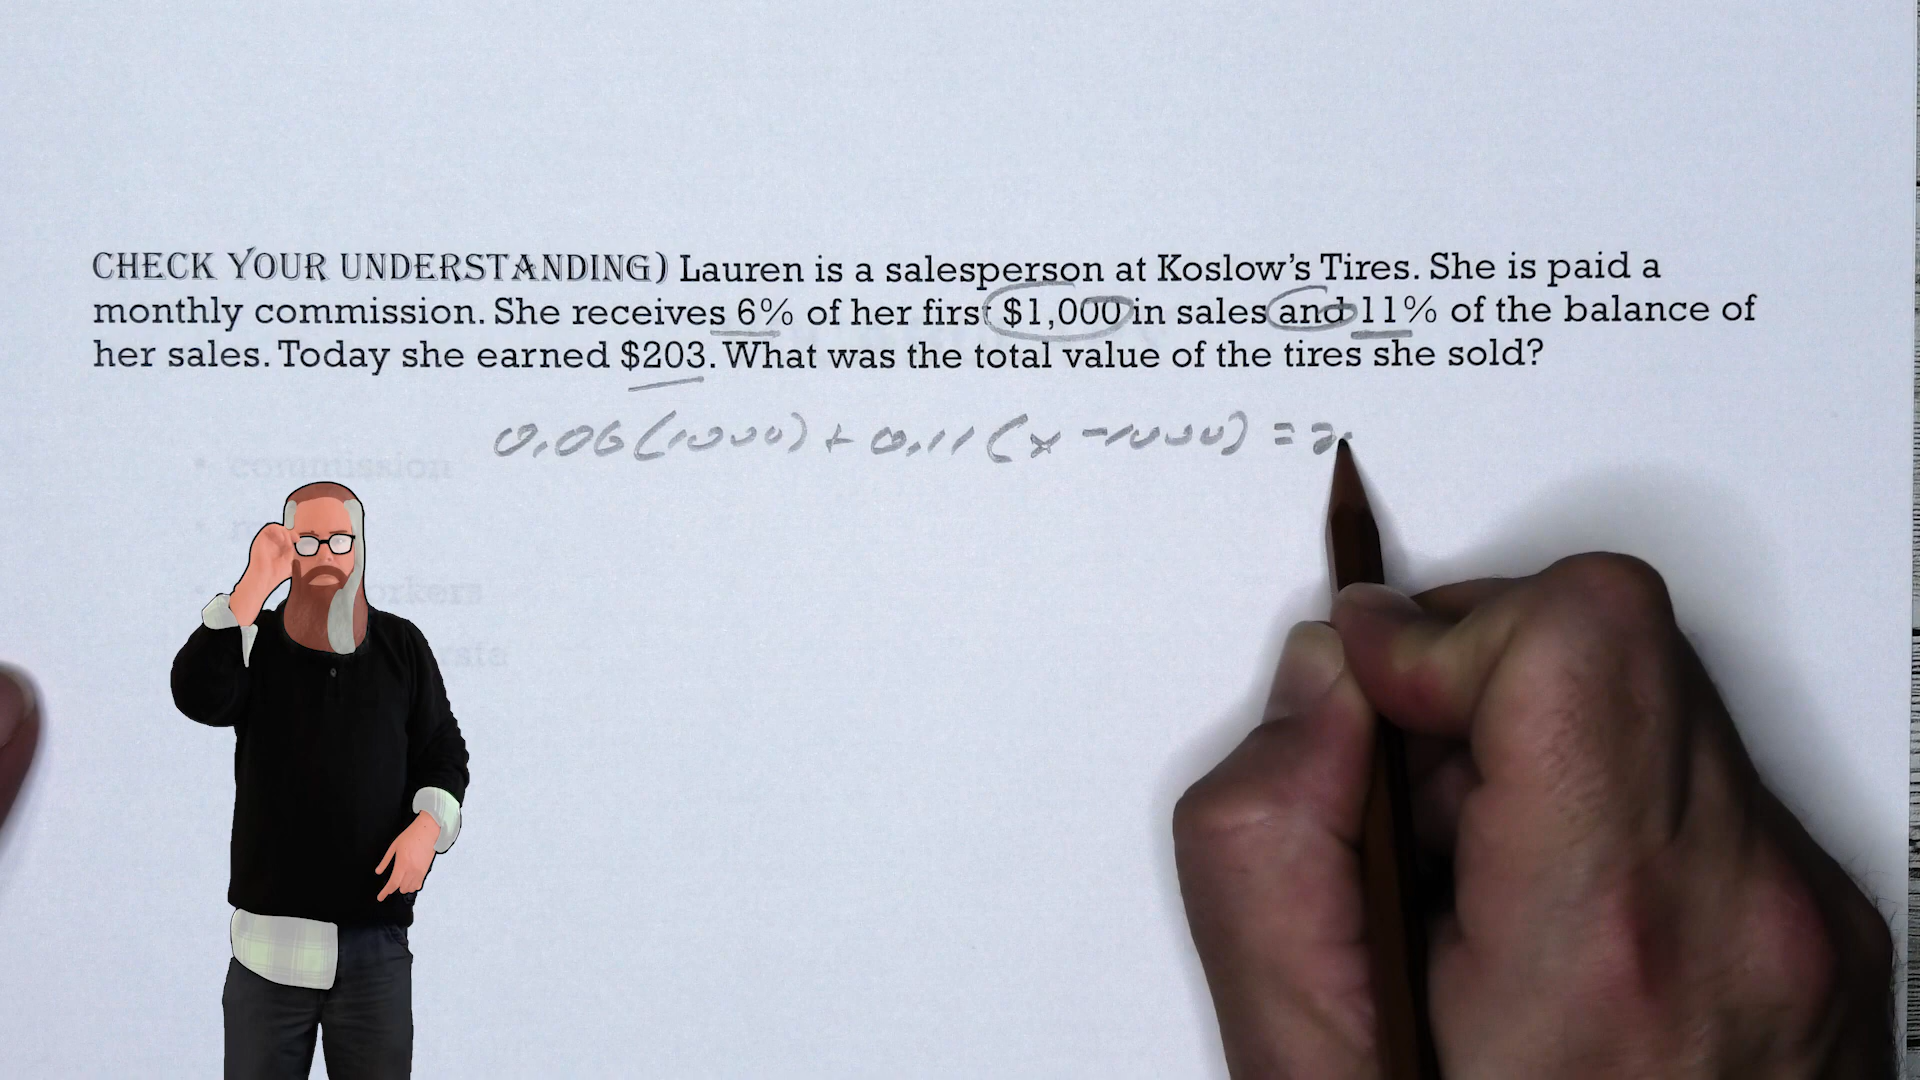 CHECK YOUR UNDERSTANDING) Lauren is a salesperson at Koslow's Tires. She is paid a
monthly commission. She receives 6% of her first $1,000 in sales and 11% of the balance of
her sales. Today she earned $203. What was the total value of the tires she sold?
0.06(1000) + 0.11(x - 1000) = 2
commission